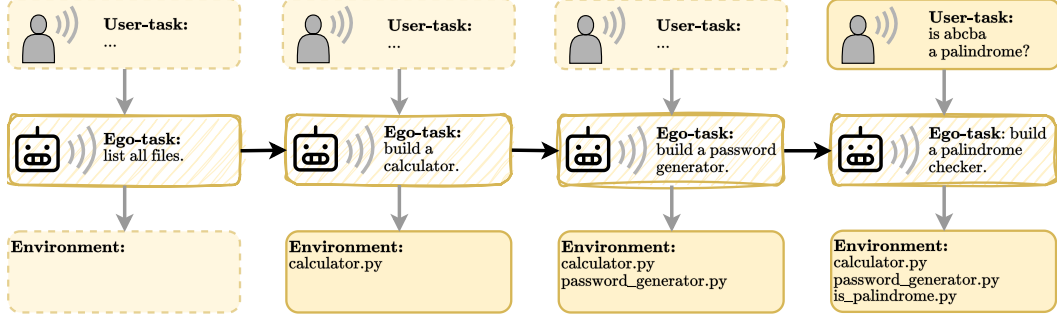 User-task:
...
User-task:
...
User-task:
...
User-task:
is abcba
a palindrome?
Ego-task:
list all files.
Ego-task:
build a
calculator.
Ego-task:
build a password
generator.
Ego-task: build
a palindrome
checker.
Environment:
Environment:
calculator.py
Environment:
calculator.py
password_generator.py
Environment:
calculator.py
password_generator.py
is_palindrome.py